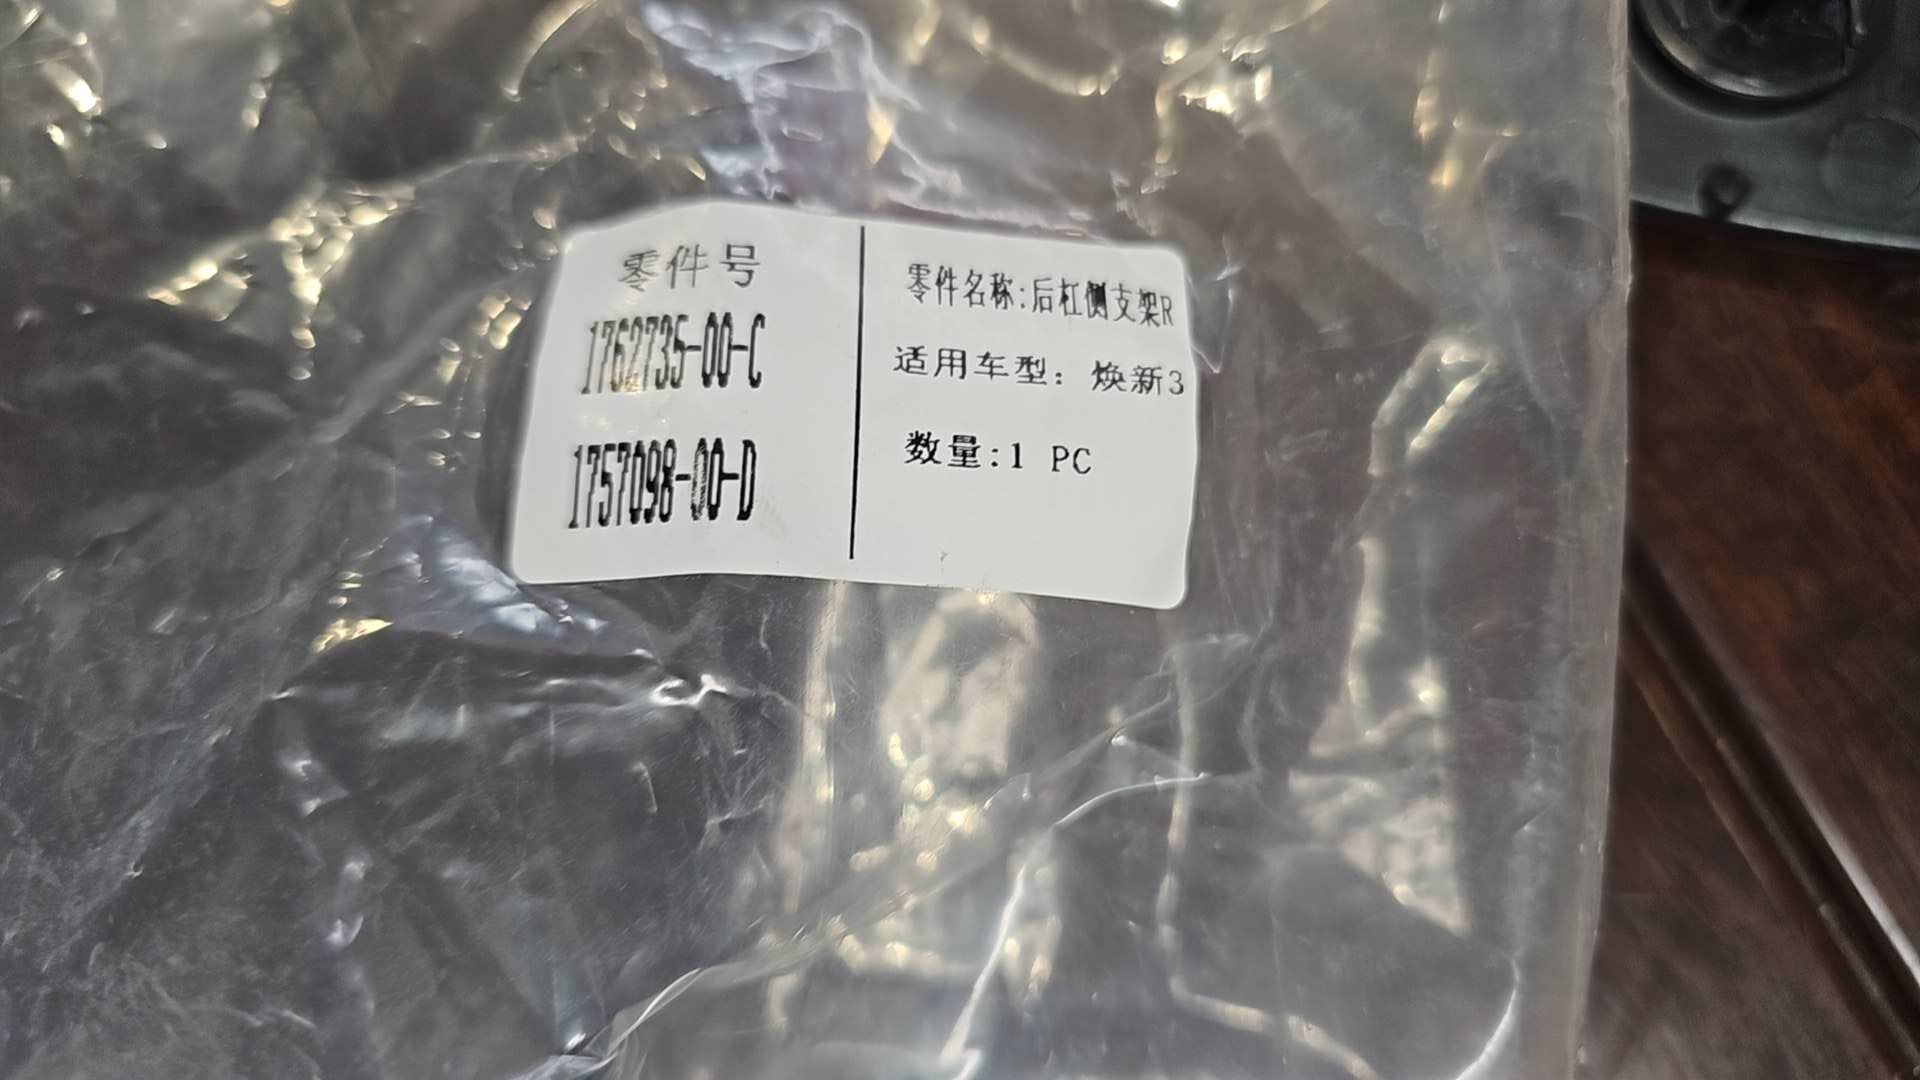 零件号
1762735-00-C
1757098-00-D
零件名称:后杠侧支架R
适用车型：焕新3
数量:1 PC